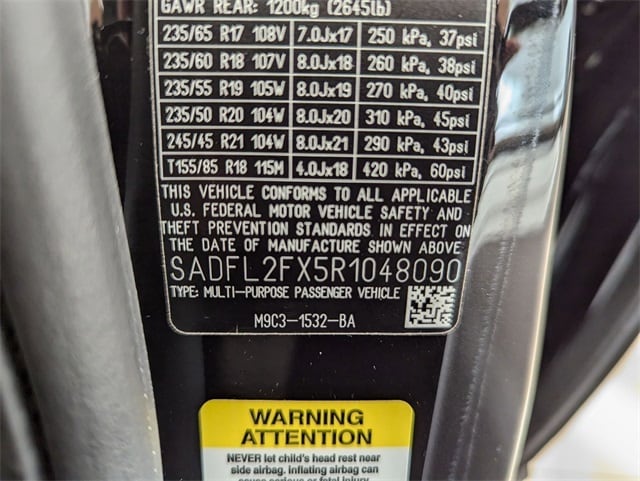 GAWR REAR: 1200kg (2645lb)
235/65 R17 108V 7.0Jx17 250 kPa, 37psi
235/60 R18 107V 8.0Jx18 260 kPa, 38psi
235/55 R19 105W 8.0Jx19 270 kPa, 40psi
235/50 R20 104W 8.0Jx20 310 kPa, 45psi
245/45 R21 104W 8.0Jx21 290 kPa, 43psi
T155/85 R18 115M 4.0Jx18 420 kPa, 60psi
THIS VEHICLE CONFORMS TO ALL APPLICABLE
U.S. FEDERAL MOTOR VEHICLE SAFETY AND
THEFT PREVENTION STANDARDS IN EFFECT ON
THE DATE OF MANUFACTURE SHOWN ABOVE
SADFL2FX5R1048090
TYPE: MULTI-PURPOSE PASSENGER VEHICLE
M9C3-1532-BA
WARNING
ATTENTION
NEVER let child's head rest near
side airbag. Inflating airbag can
cause serious or fatal injury.